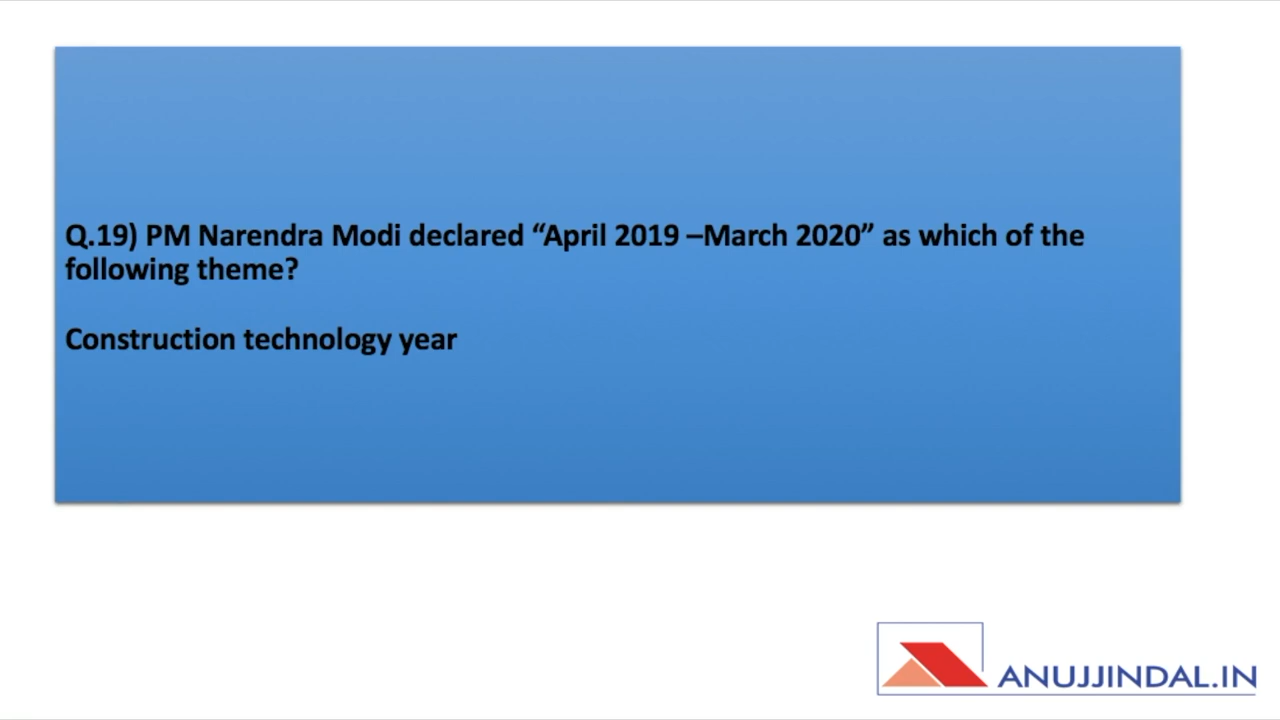 Q.19) PM Narendra Modi declared “April 2019 –March 2020” as which of the
following theme?
Construction technology year
ANUJJINDAL.IN